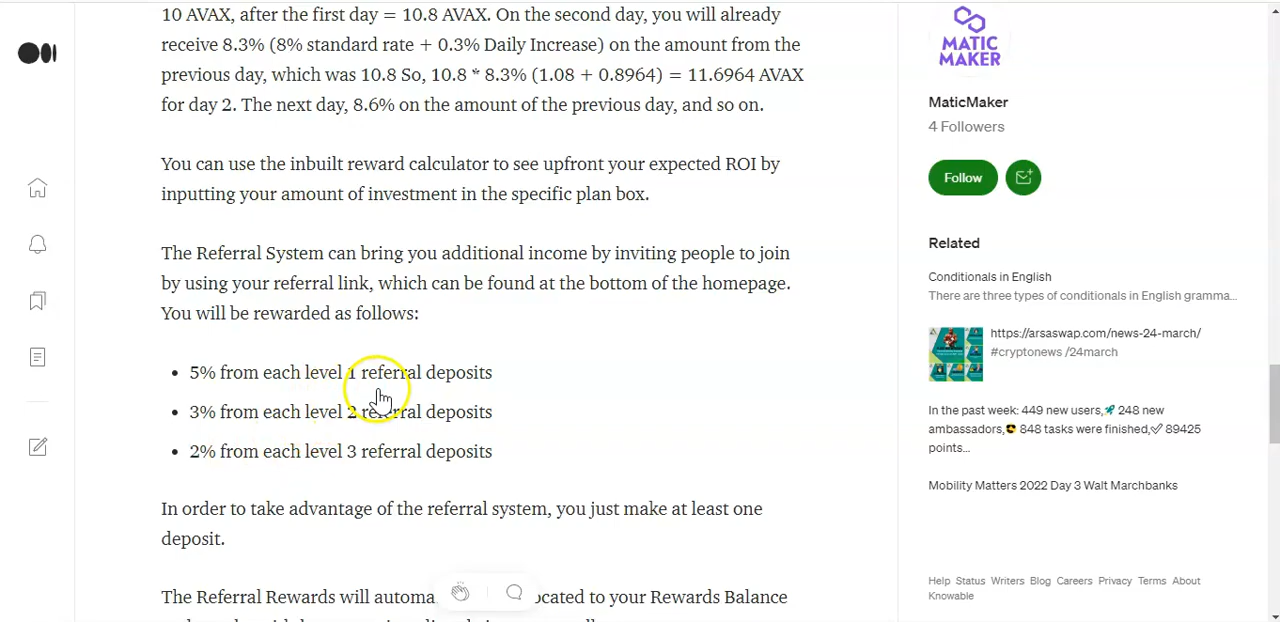 10 AVAX, after the first day = 10.8 AVAX. On the second day, you will already
receive 8.3% (8% standard rate + 0.3% Daily Increase) on the amount from the
previous day, which was 10.8 So, 10.8 * 8.3% (1.08 + 0.8964) = 11.6964 AVAX
for day 2. The next day, 8.6% on the amount of the previous day, and so on.
You can use the inbuilt reward calculator to see upfront your expected ROI by
inputting your amount of investment in the specific plan box.
The Referral System can bring you additional income by inviting people to join
by using your referral link, which can be found at the bottom of the homepage.
You will be rewarded as follows:
• 5% from each level 1 referral deposits
• 3% from each level 2 referral deposits
• 2% from each level 3 referral deposits
In order to take advantage of the referral system, you just make at least one
deposit.
The Referral Rewards will automa ocated to your Rewards Balance
MATIC
MAKER
MaticMaker
4 Followers
Follow
Related
Conditionals in English
There are three types of conditionals in English gramma...
https://arsaswap.com/news-24-march/
#cryptonews /24march
In the past week: 449 new users,🚀 248 new
ambassadors,😍 848 tasks were finished,✅ 89425
points...
Mobility Matters 2022 Day 3 Walt Marchbanks
Help Status Writers Blog Careers Privacy Terms About
Knowable